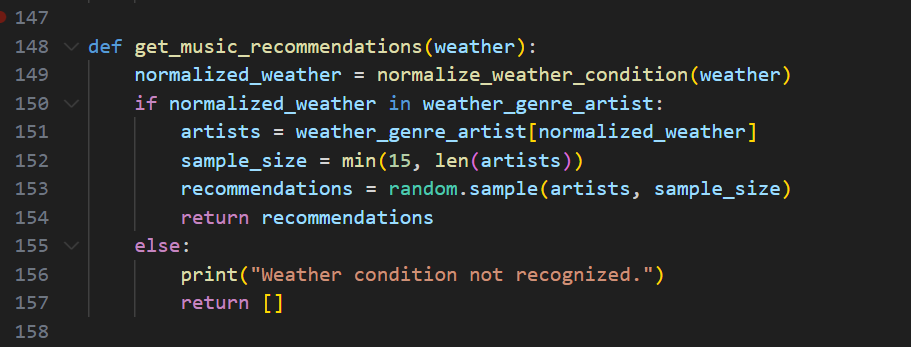 147
148 def get_music_recommendations(weather):
149     normalized_weather = normalize_weather_condition(weather)
150     if normalized_weather in weather_genre_artist:
151         artists = weather_genre_artist[normalized_weather]
152         sample_size = min(15, len(artists))
153         recommendations = random.sample(artists, sample_size)
154         return recommendations
155     else:
156         print("Weather condition not recognized.")
157         return []
158